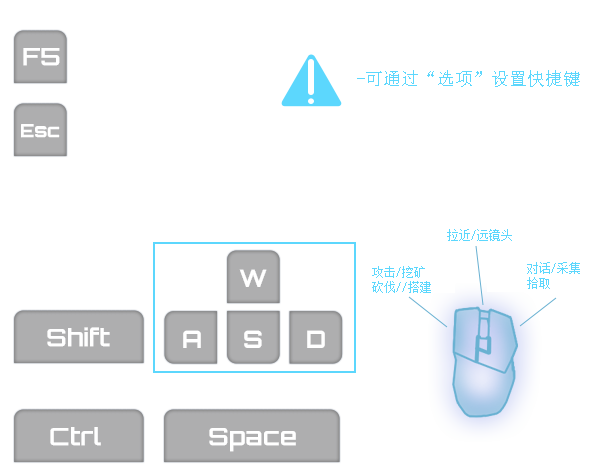 F5
-可通过“选项”设置快捷键
Esc
拉近/远镜头
攻击/挖矿
砍伐//搭建
对话/采集
拾取
W
Shift
A S D
Ctrl
Space